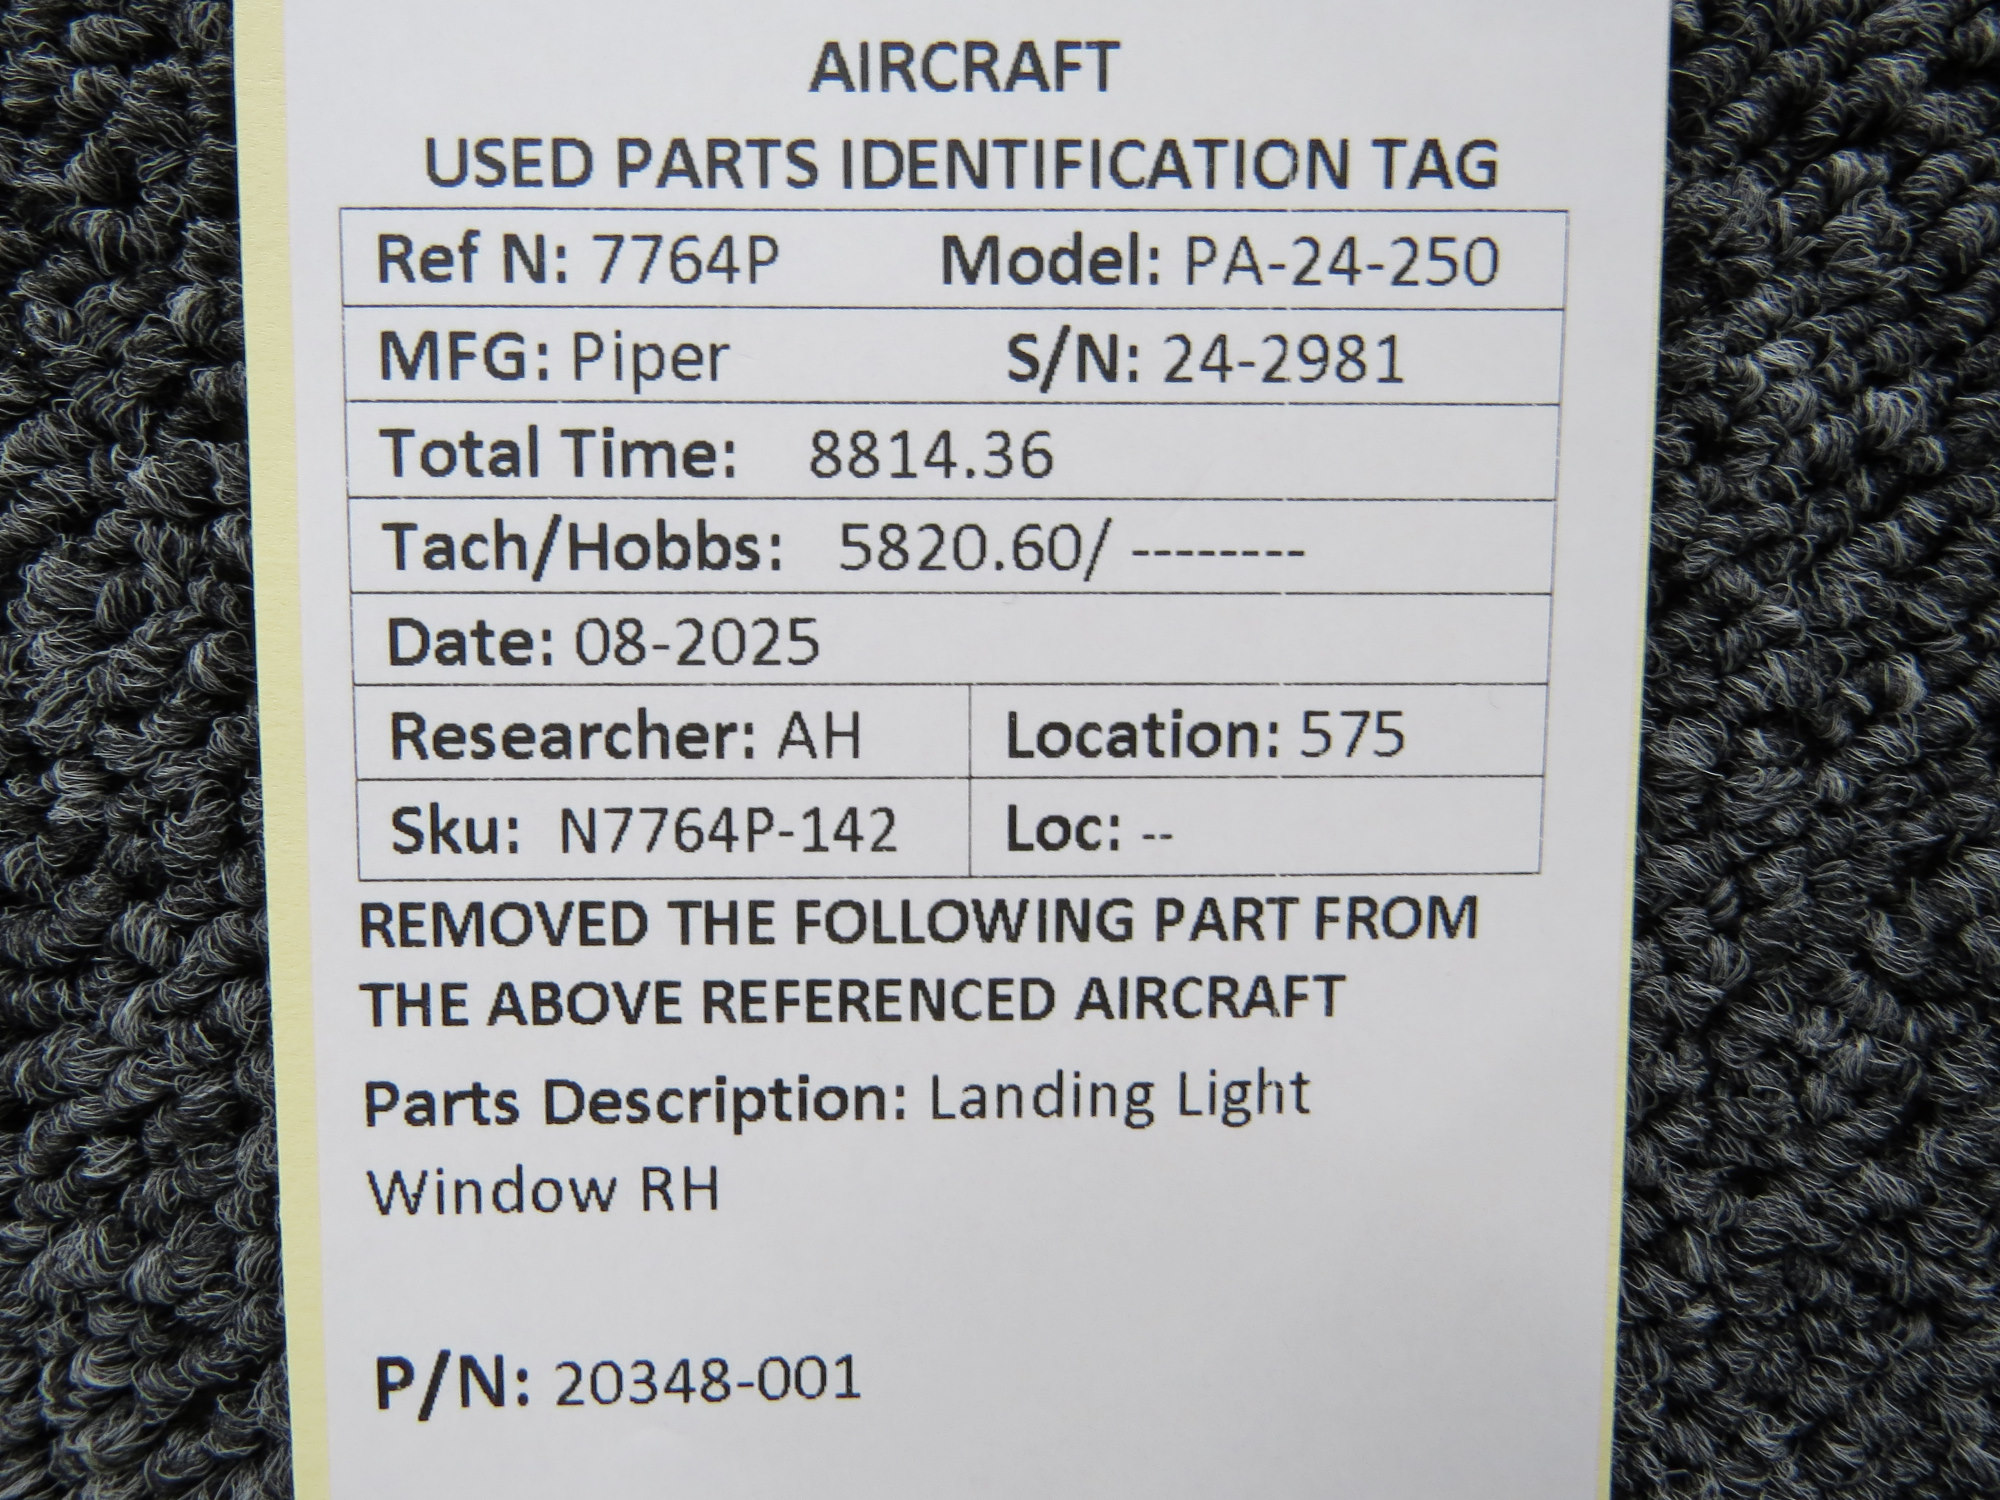 AIRCRAFT
USED PARTS IDENTIFICATION TAG
Ref N: 7764P Model: PA-24-250
MFG: Piper S/N: 24-2981
Total Time: 8814.36
Tach/Hobbs: 5820.60/ --------
Date: 08-2025
Researcher: AH Location: 575
Sku: N7764P-142 Loc: --
REMOVED THE FOLLOWING PART FROM
THE ABOVE REFERENCED AIRCRAFT
Parts Description: Landing Light
Window RH
P/N: 20348-001